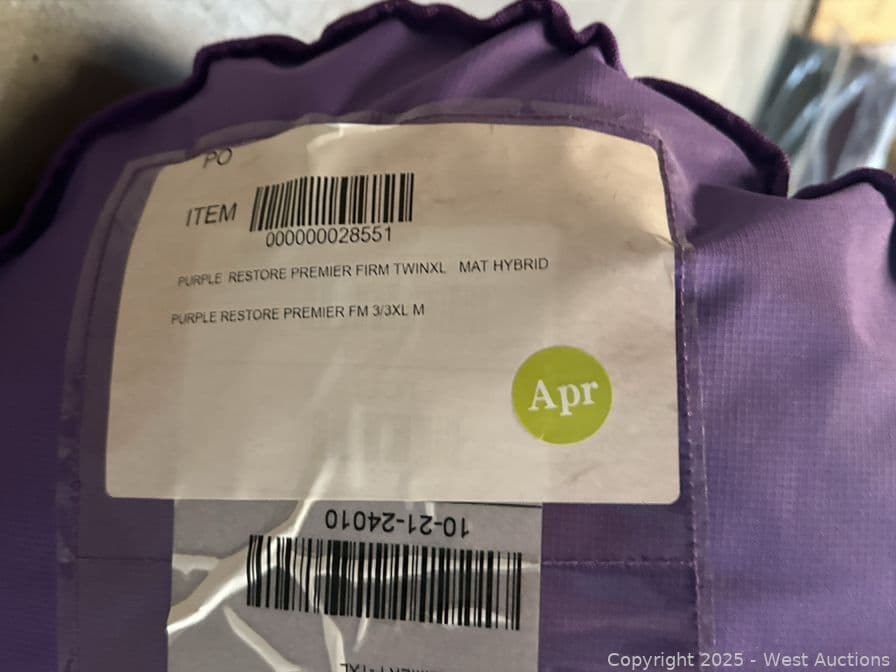 PO
ITEM
000000028551
PURPLE RESTORE PREMIER FIRM TWINXL MAT HYBRID
PURPLE RESTORE PREMIER FM 3/3XL M
Apr
10-21-24010
Copyright 2025 - West Auctions